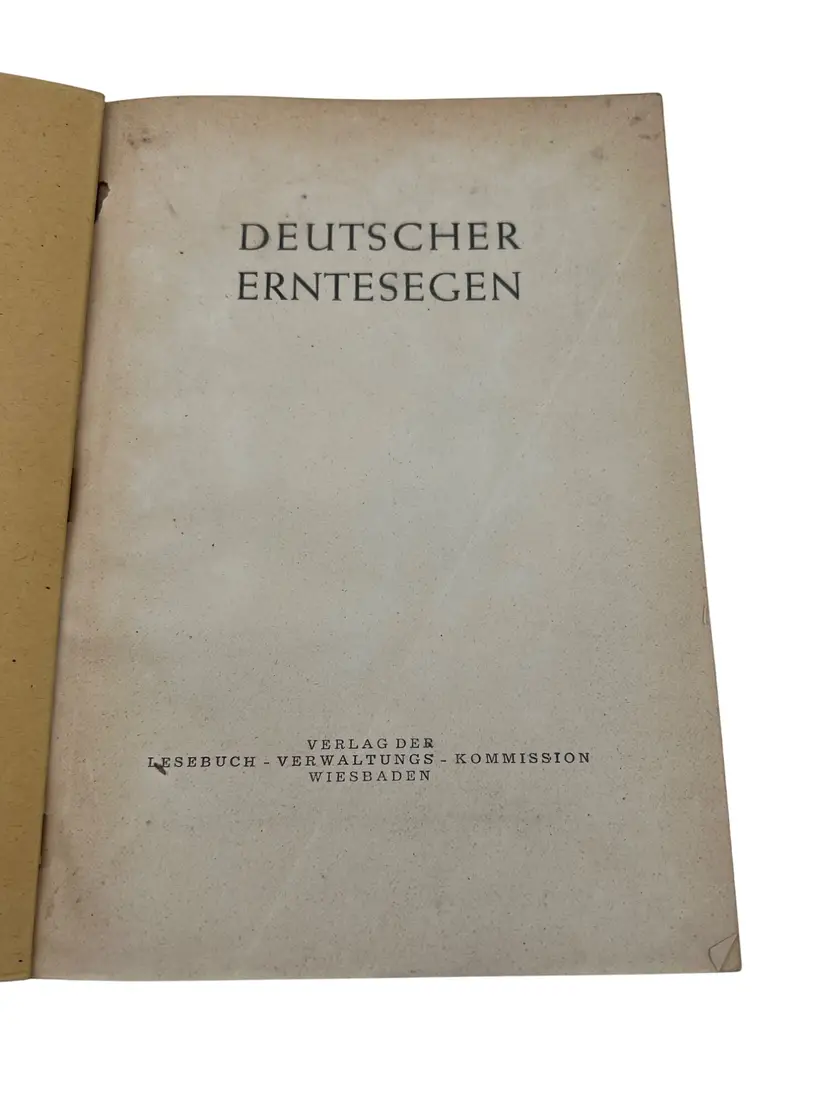 DEUTSCHER
ERNTESEGEN
VERLAG DER
LESEBUCH - VERWALTUNGS - KOMMISSION
WIESBADEN